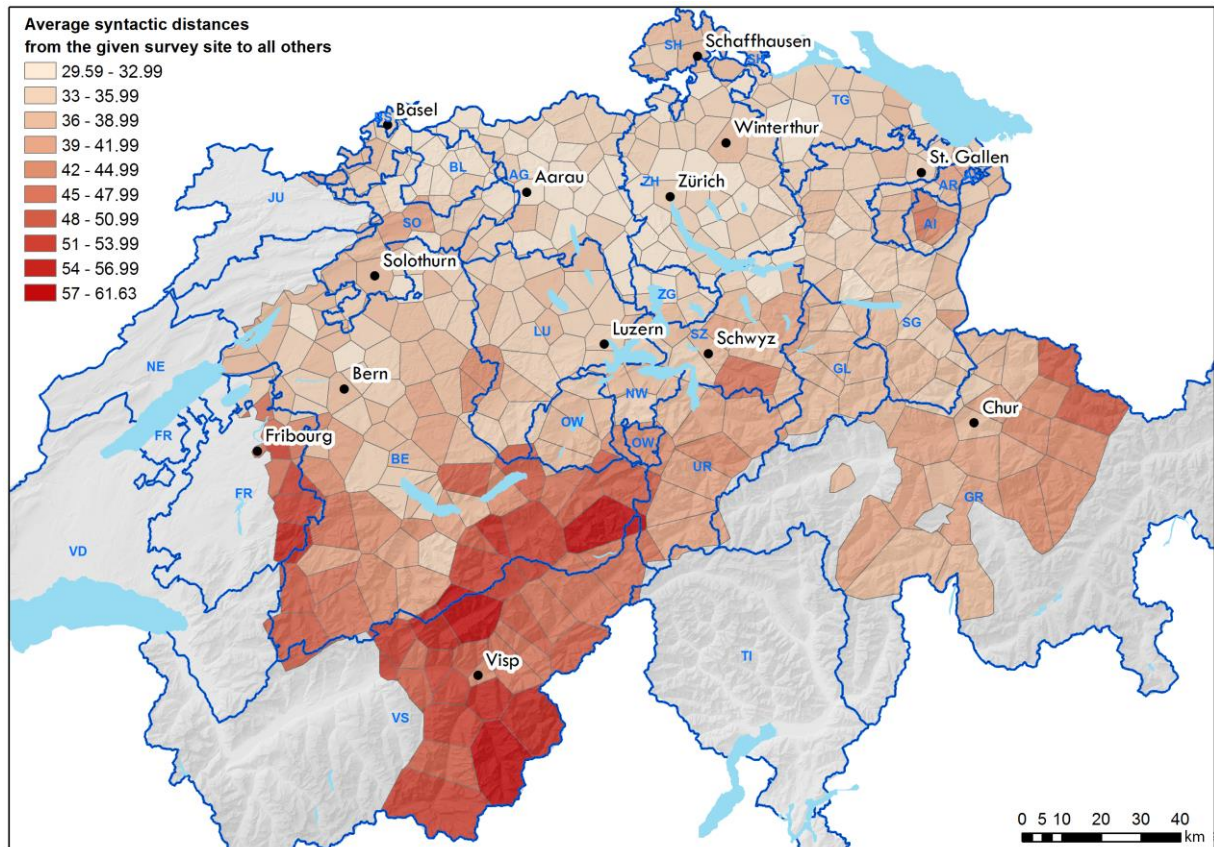 Average syntactic distances
from the given survey site to all others
29.59 - 32.99
33 - 35.99
36 - 38.99
39 - 41.99
42 - 44.99
45 - 47.99
48 - 50.99
51 - 53.99
54 - 56.99
57 - 61.63
SH
Schaffhausen
SH
TG
BS
Basel
Winterthur
BL
AG
Aarau
ZH
Zürich
St. Gallen
AR
AI
JU
SO
Solothurn
ZG
LU
Luzern
SZ
Schwyz
SG
GL
NE
Bern
NW
OW
OW
Chur
FR
Fribourg
FR
BE
UR
GR
VD
TI
Visp
VS
0 5 10 20 30 40
km